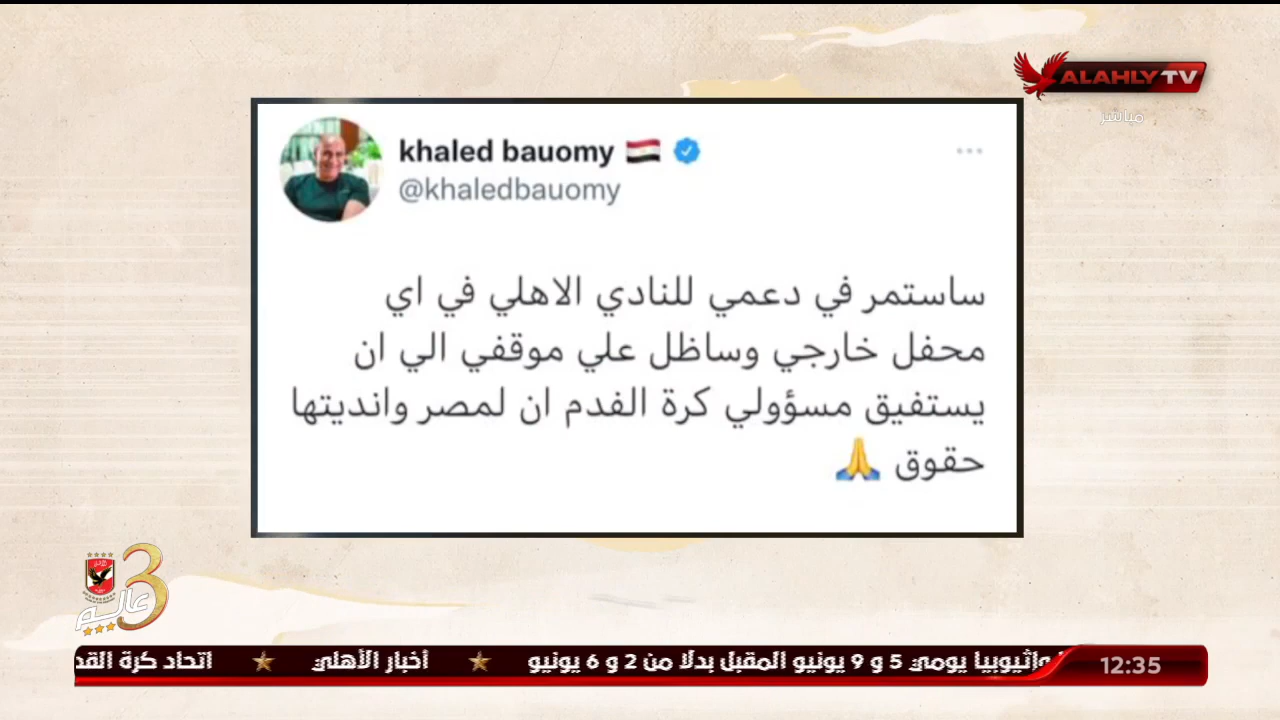 ALAHLY TV
مباشر
khaled bauomy 🇪🇬
@khaledbauomy
ساستمر في دعمي للنادي الاهلي في اي
محفل خارجي وساظل علي موقفي الي ان
يستفيق مسؤولي كرة الفدم ان لمصر وانديتها
حقوق 🙏
3
عالم
واثيوبيا يومي 5 و 9 يونيو المقبل بدلا من 2 و 6 يونيو ★ أخبار الأهلي ★ اتحاد كرة القد
12:35